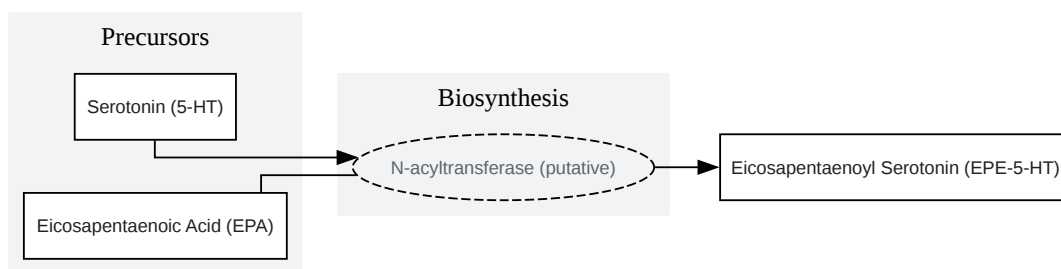 Precursors
Serotonin (5-HT)
Eicosapentaenoic Acid (EPA)
Biosynthesis
N-acyltransferase (putative)
Eicosapentaenoyl Serotonin (EPE-5-HT)